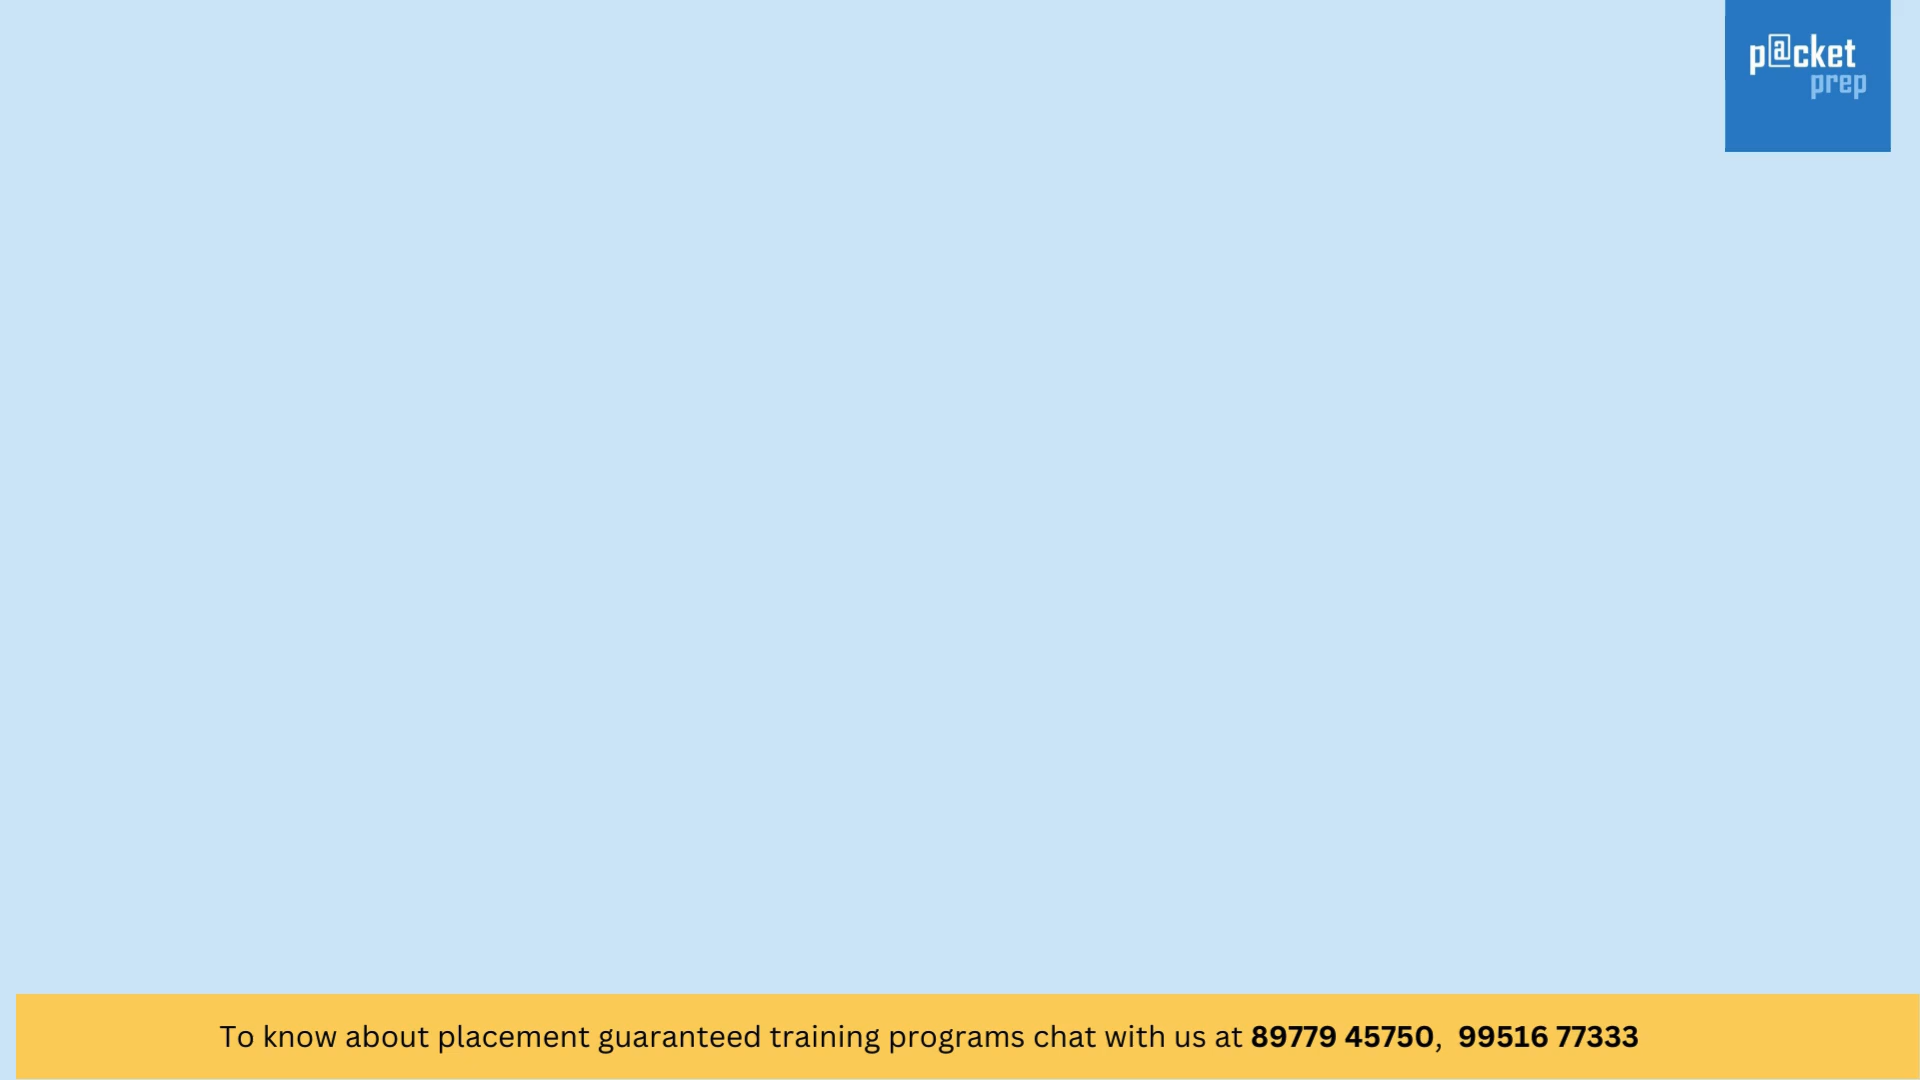 p@cket
prep
To know about placement guaranteed training programs chat with us at 89779 45750, 99516 77333